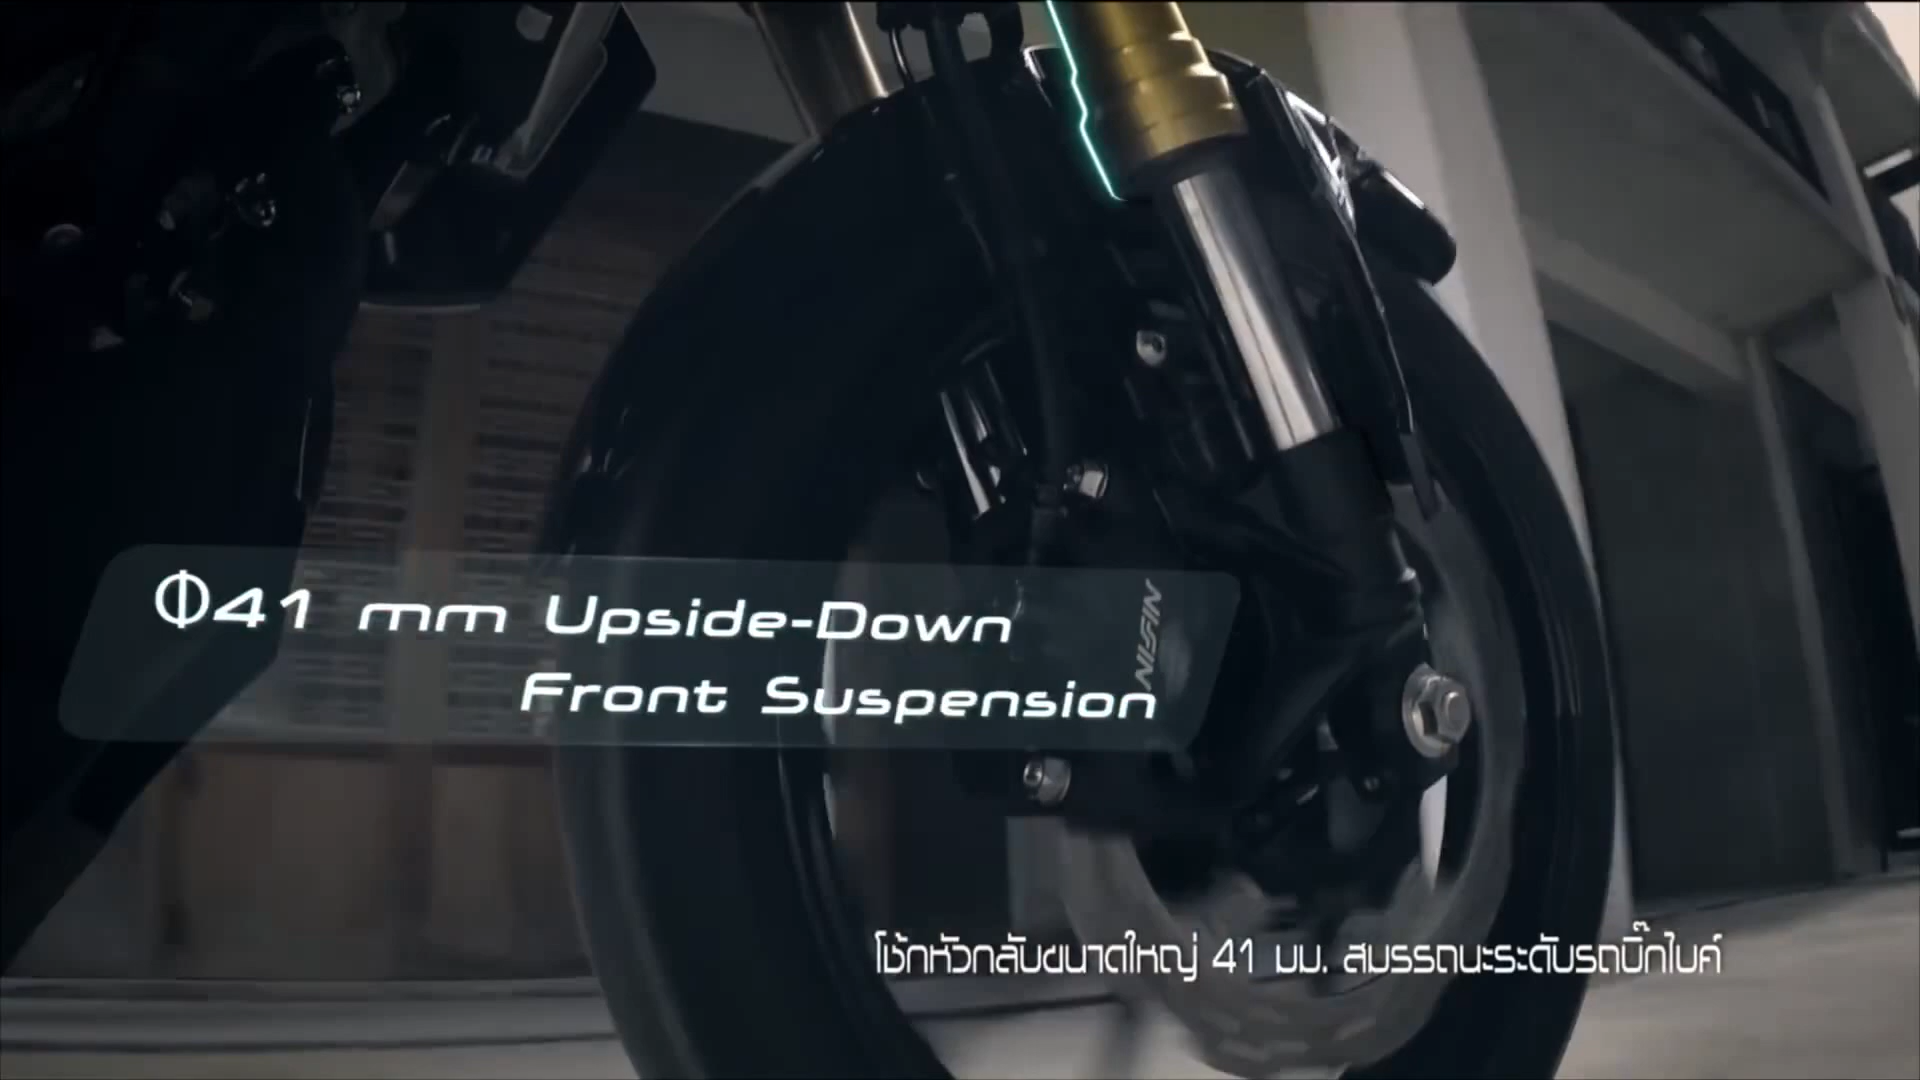 Φ41 mm Upside-Down
Front Suspension
NISSIN
โช้กหัวกลับขนาดใหญ่ 41 มม. สมรรถนะระดับรถบิ๊กไบค์